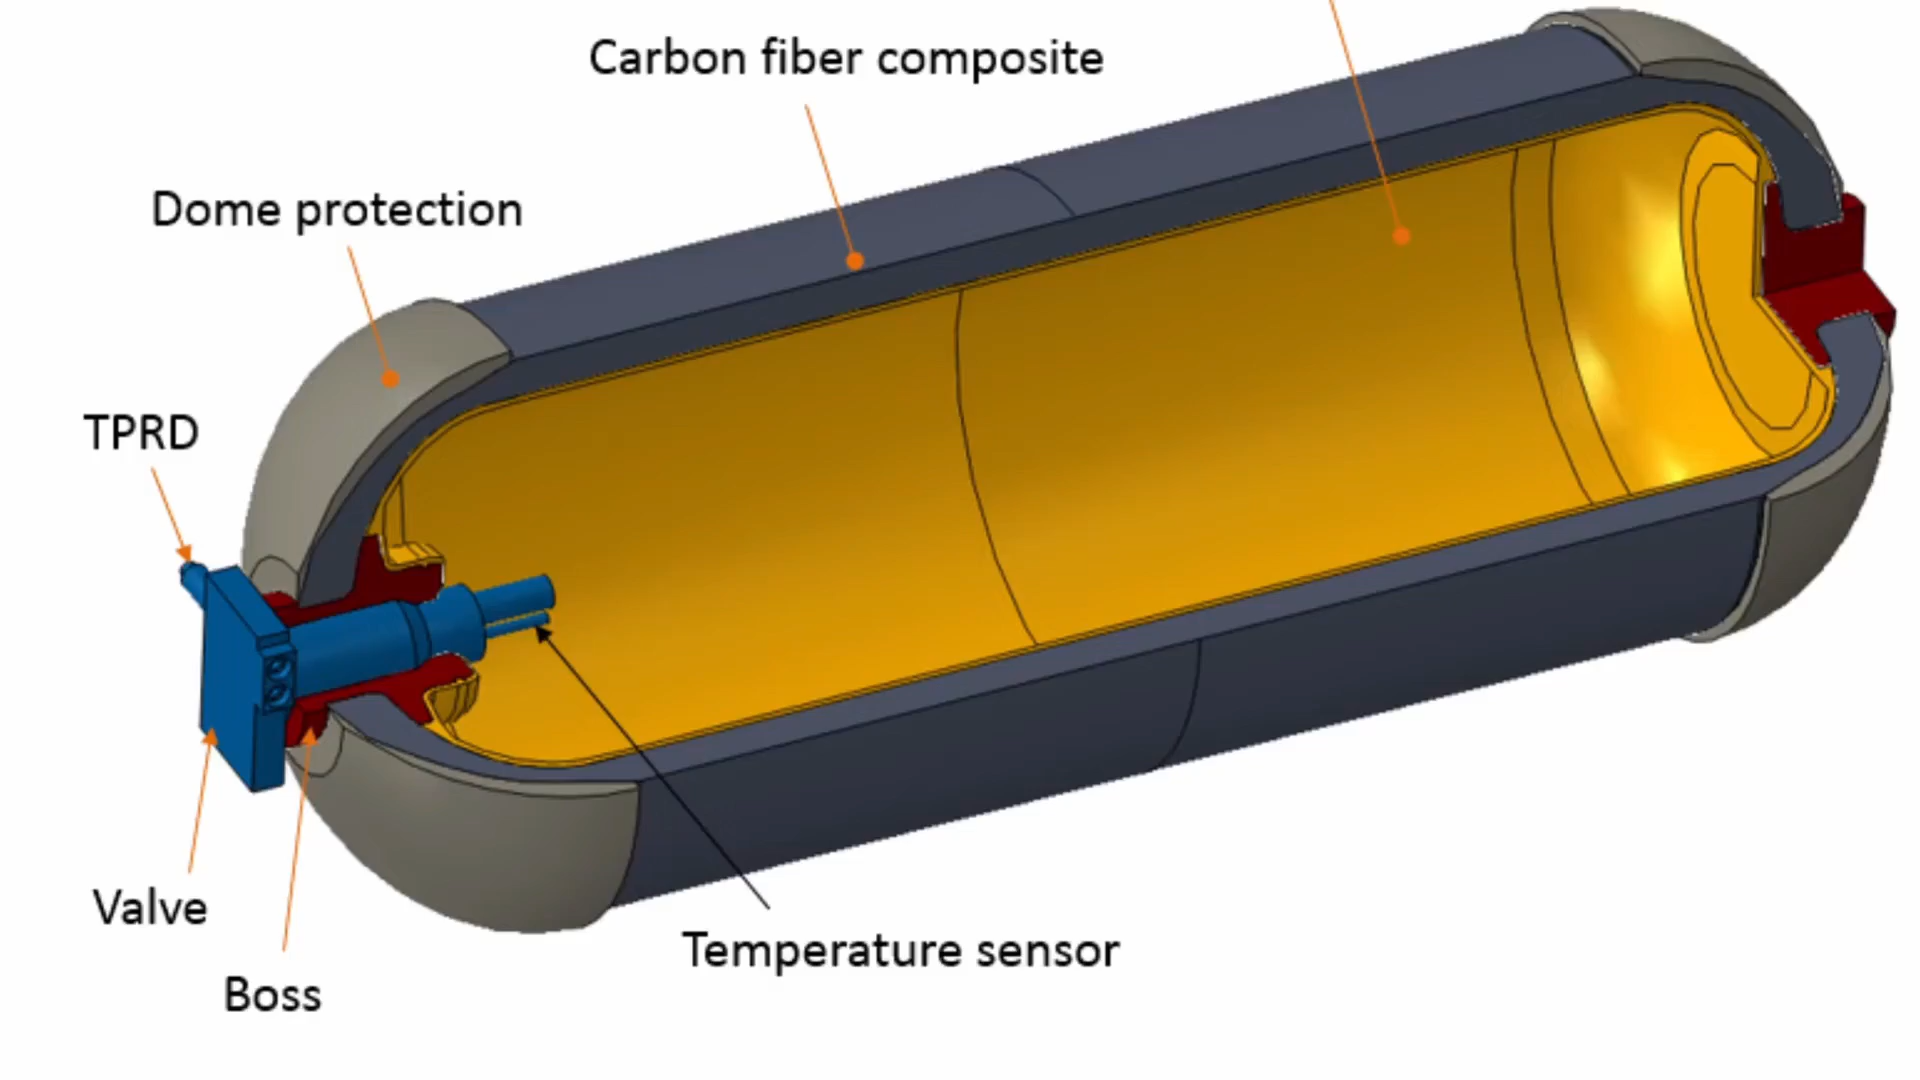 Carbon fiber composite
Dome protection
TPRD
Valve
Temperature sensor
Boss